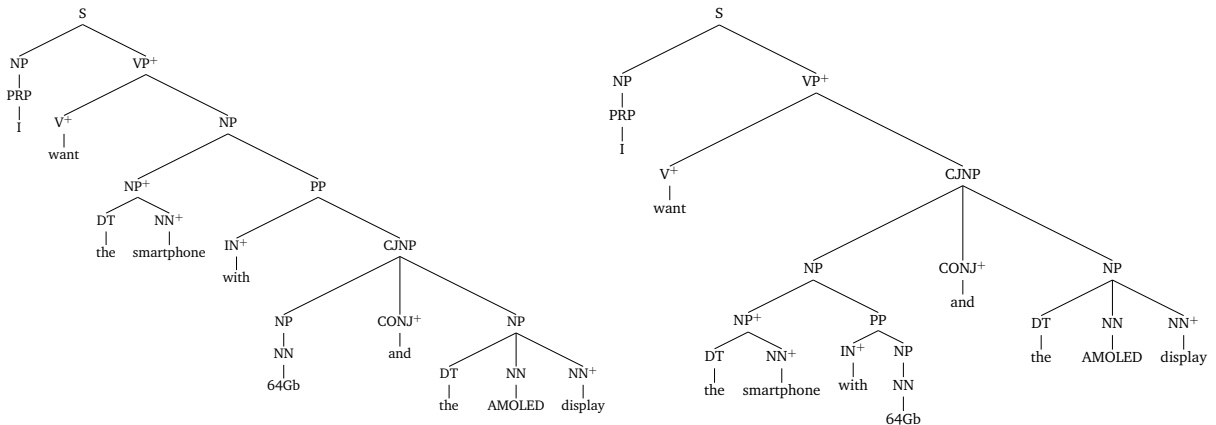 S
NP VP+
PRP
I V+ NP
want
NP+ PP
DT NN+
the smartphone IN+ CJNP
with
NP CONJ+ NP
NN and
64Gb DT NN NN+
the AMOLED display
S
NP VP+
PRP
I
V+ CJNP
want
NP CONJ+ NP
and
NP+ PP DT NN NN+
DT NN+ IN+ NP the AMOLED display
the smartphone with NN
64Gb